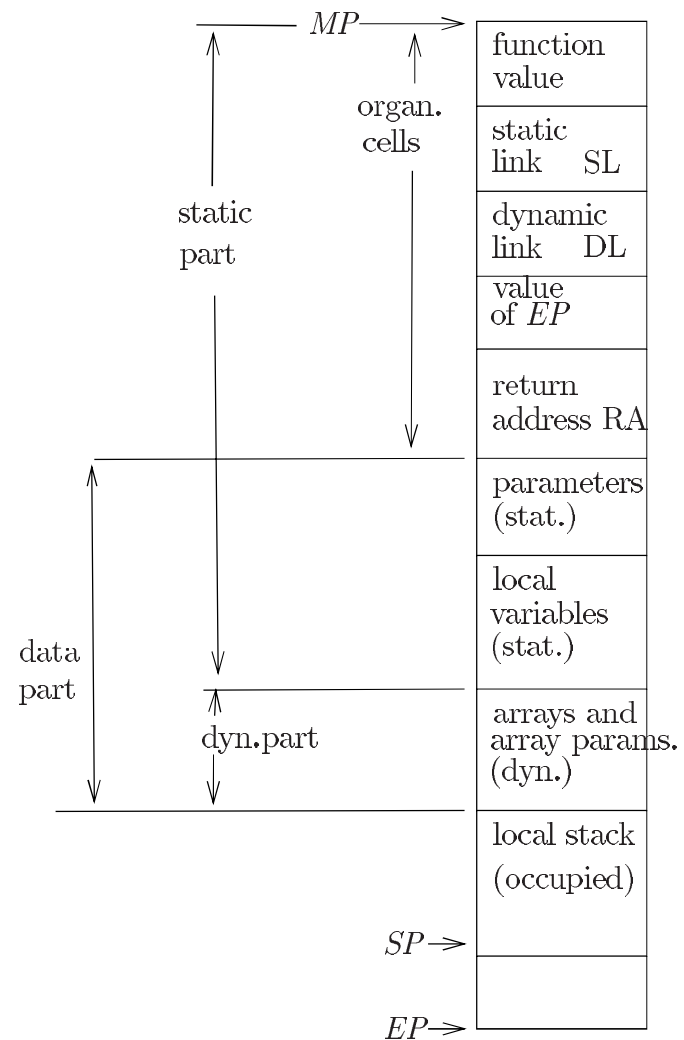 MP
function
value
organ.
cells
static
link SL
static
part
dynamic
link DL
value
of EP
return
address RA
parameters
(stat.)
local
variables
(stat.)
data
part
arrays and
array params.
(dyn.)
dyn.part
local stack
(occupied)
SP
EP